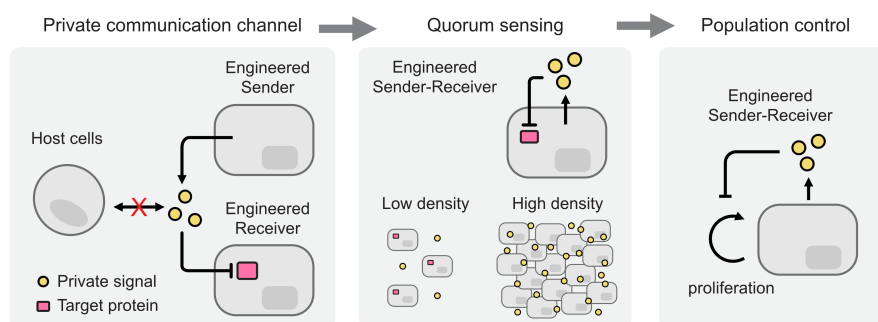 Private communication channel
Quorum sensing
Population control
Engineered
Sender
Host cells
Engineered
Receiver
Private signal
Target protein
Engineered
Sender-Receiver
Low density
High density
Engineered
Sender-Receiver
proliferation